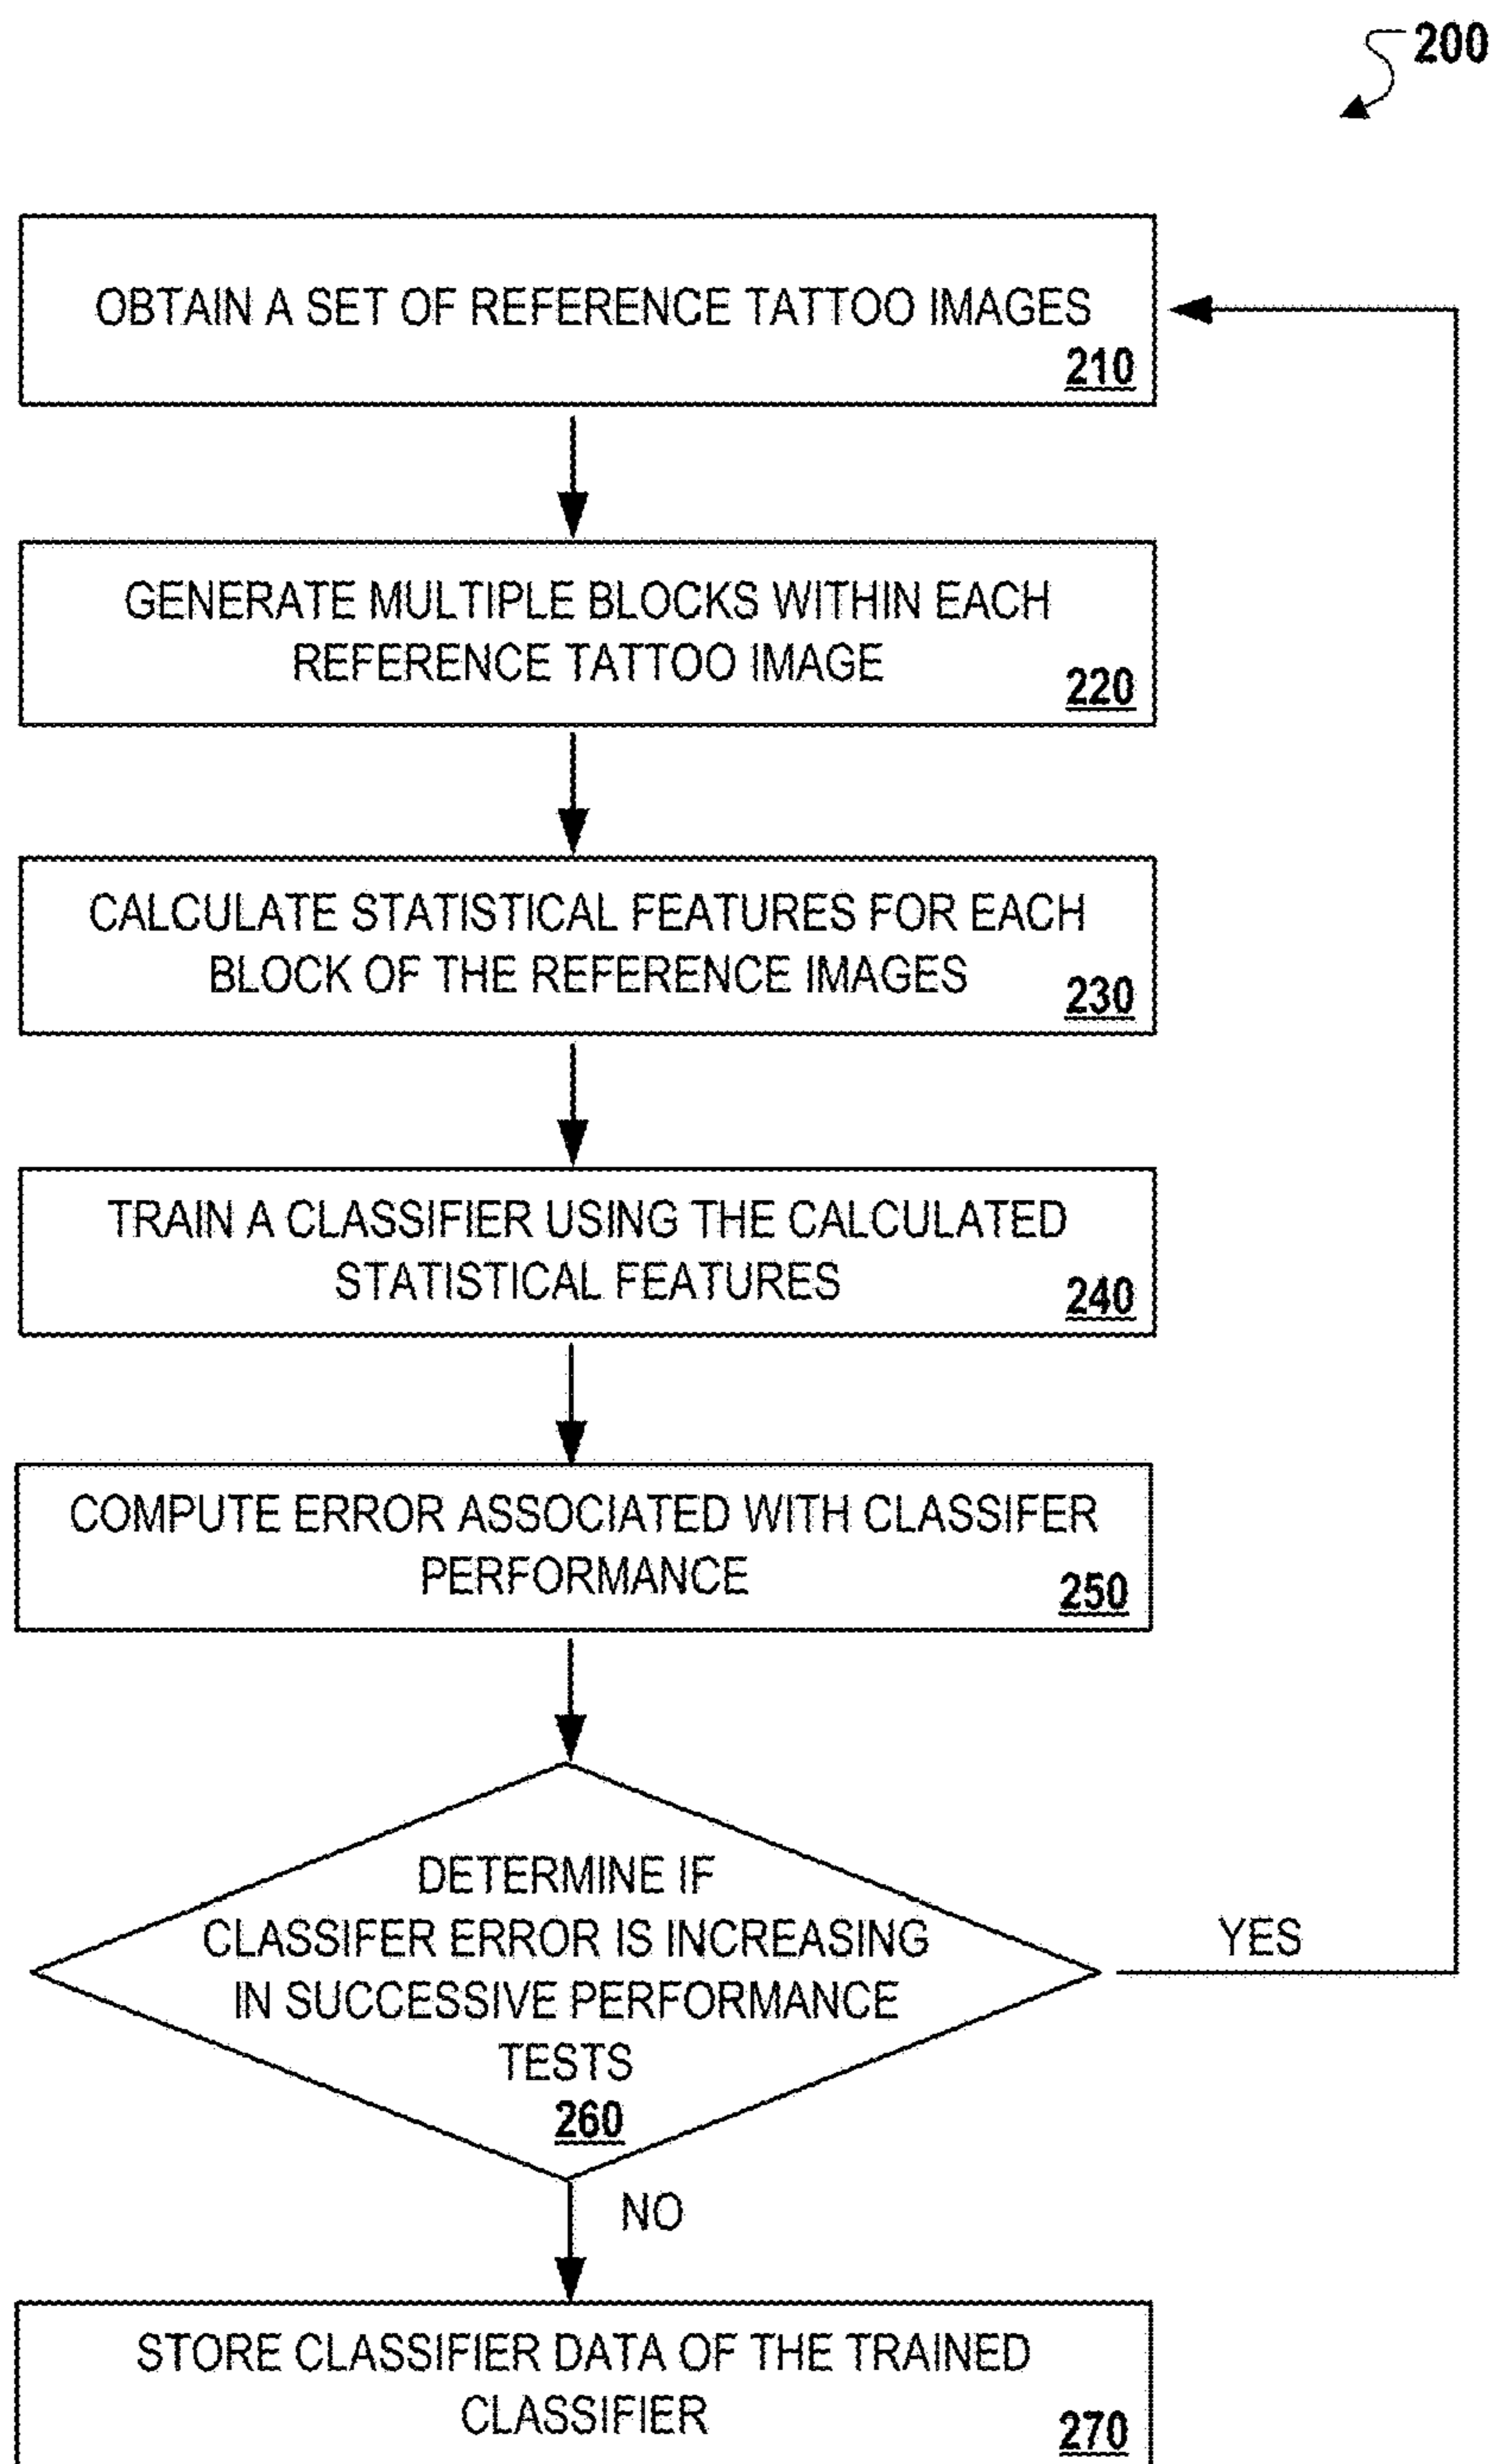 200
OBTAIN A SET OF REFERENCE TATTOO IMAGES
210
GENERATE MULTIPLE BLOCKS WITHIN EACH
REFERENCE TATTOO IMAGE
220
CALCULATE STATISTICAL FEATURES FOR EACH
BLOCK OF THE REFERENCE IMAGES
230
TRAIN A CLASSIFIER USING THE CALCULATED
STATISTICAL FEATURES
240
COMPUTE ERROR ASSOCIATED WITH CLASSIFER
PERFORMANCE
250
DETERMINE IF
CLASSIFER ERROR IS INCREASING
IN SUCCESSIVE PERFORMANCE
TESTS
260
YES
NO
STORE CLASSIFIER DATA OF THE TRAINED
CLASSIFIER
270